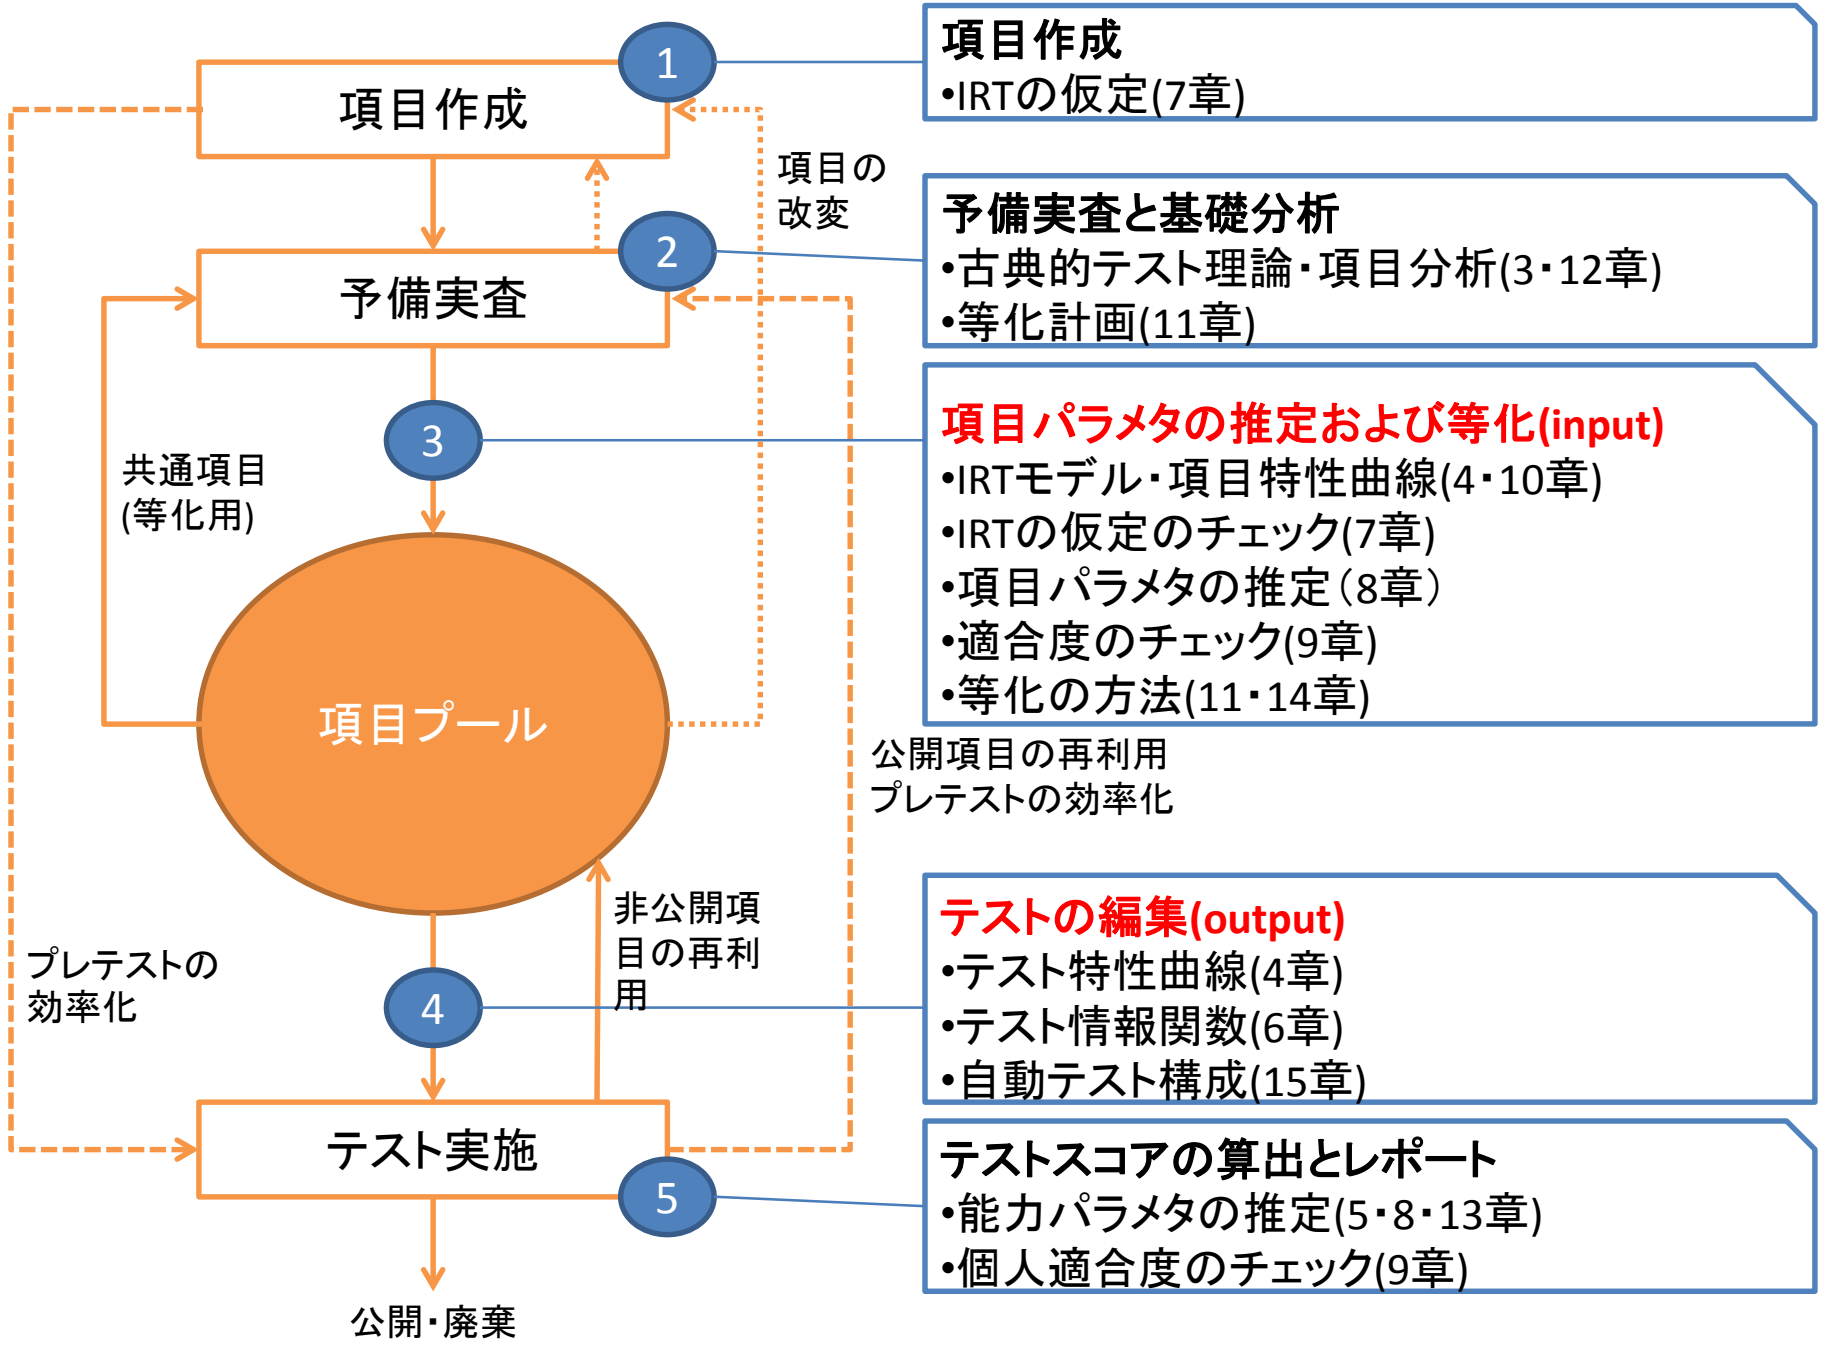 1
項目作成
項目の
改変
2
予備実査
3
共通項目
(等化用)
項目プール
公開項目の再利用
プレテストの効率化
非公開項
目の再利
用
プレテストの
効率化
4
テスト実施
5
公開・廃棄
項目作成
•IRTの仮定(7章)
予備実査と基礎分析
•古典的テスト理論・項目分析(3・12章)
•等化計画(11章)
項目パラメタの推定および等化(input)
•IRTモデル・項目特性曲線(4・10章)
•IRTの仮定のチェック(7章)
•項目パラメタの推定（8章）
•適合度のチェック(9章)
•等化の方法(11・14章)
テストの編集(output)
•テスト特性曲線(4章)
•テスト情報関数(6章)
•自動テスト構成(15章)
テストスコアの算出とレポート
•能力パラメタの推定(5・8・13章)
•個人適合度のチェック(9章)